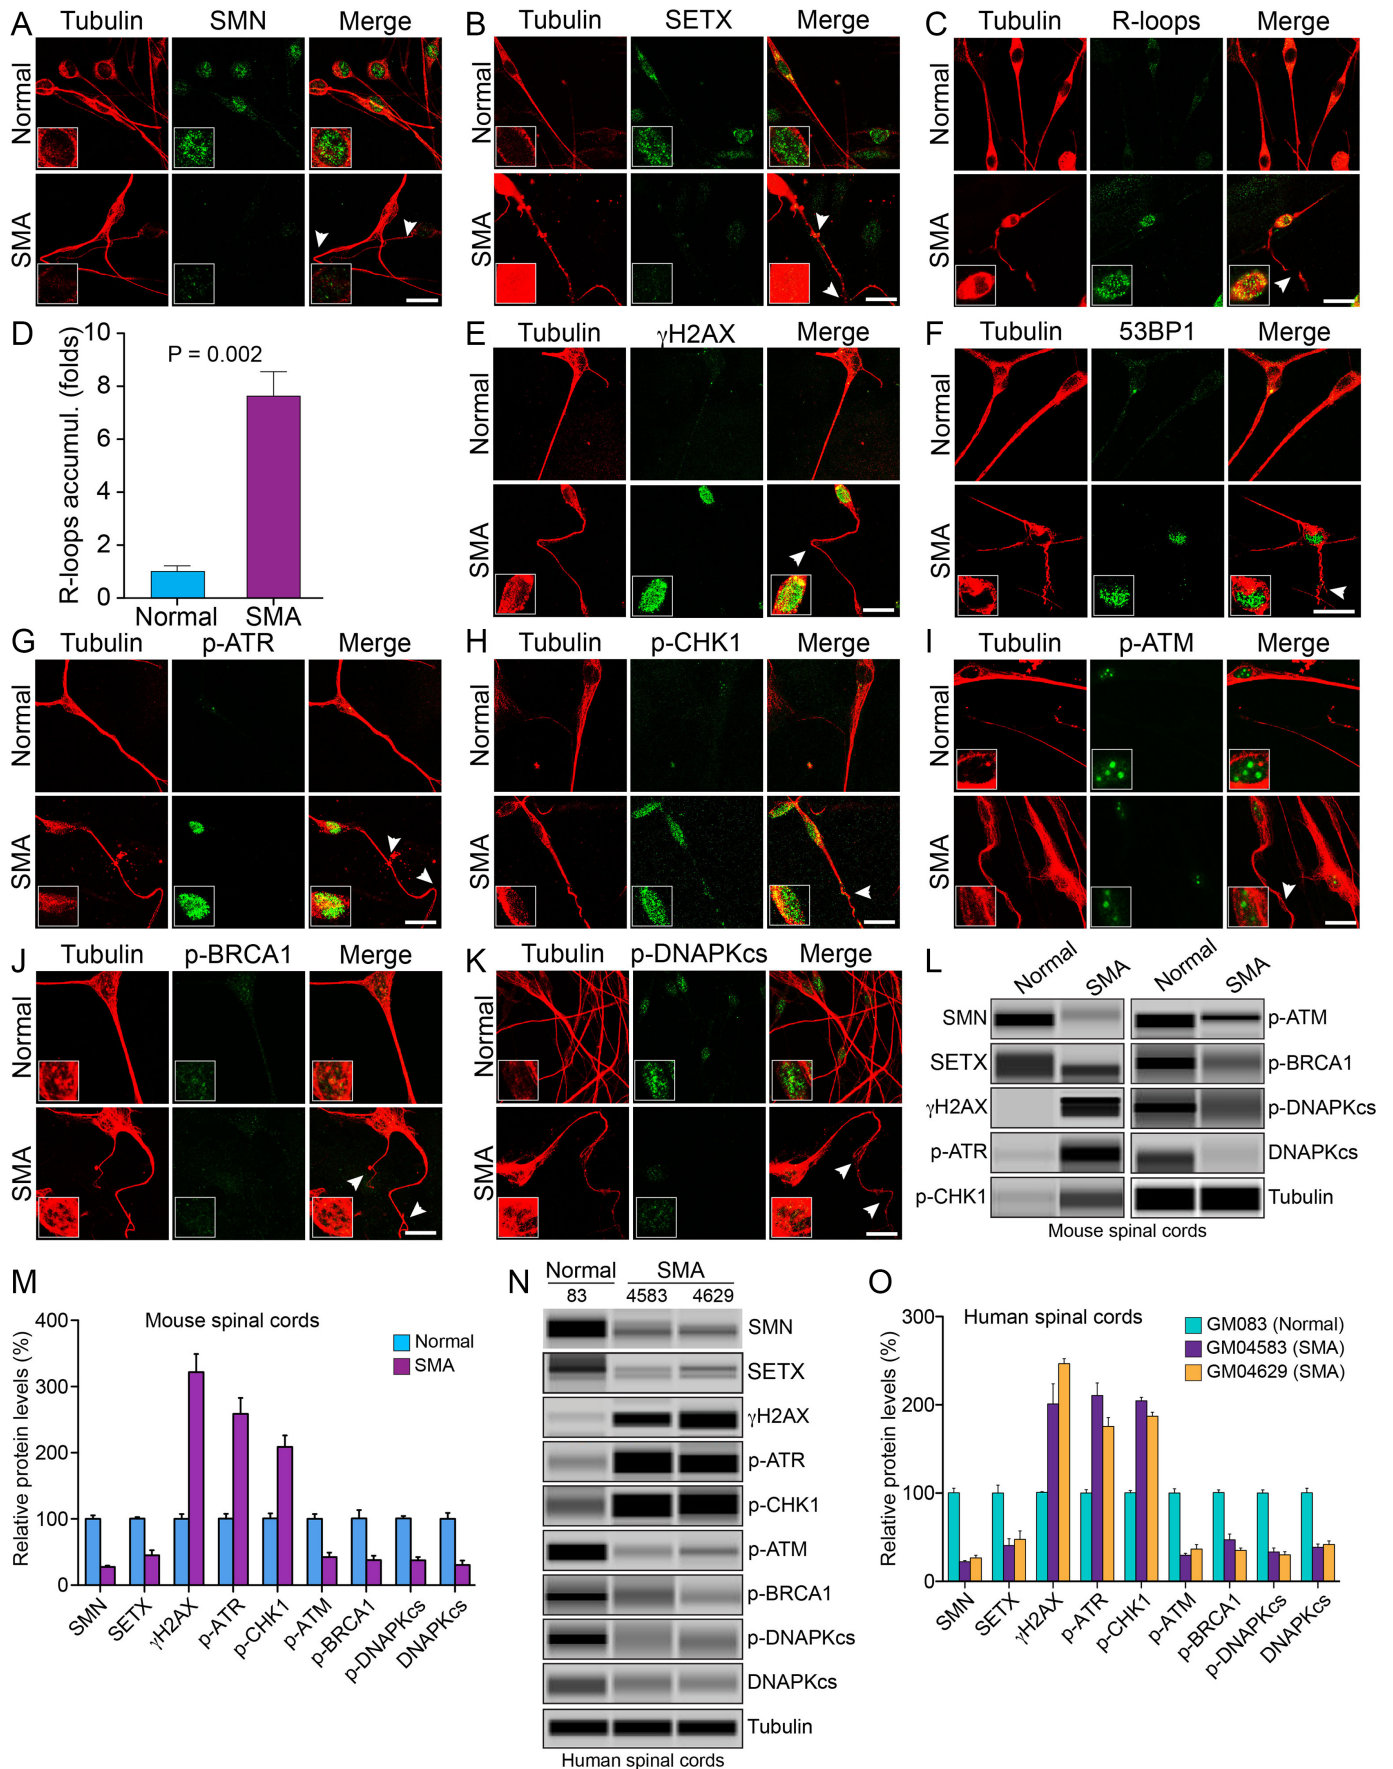 A Tubulin SMN Merge
Normal
SMA
B Tubulin SETX Merge
Normal
SMA
C Tubulin R-loops Merge
Normal
SMA
D
R-loops accumul. (folds)
10
8
6
4
2
0
P = 0.002
Normal SMA
E Tubulin γH2AX Merge
Normal
SMA
F Tubulin 53BP1 Merge
Normal
SMA
G Tubulin p-ATR Merge
Normal
SMA
H Tubulin p-CHK1 Merge
Normal
SMA
I Tubulin p-ATM Merge
Normal
SMA
J Tubulin p-BRCA1 Merge
Normal
SMA
K Tubulin p-DNAPKcs Merge
Normal
SMA
L Normal SMA Normal SMA
SMN p-ATM
SETX p-BRCA1
γH2AX p-DNAPKcs
p-ATR DNAPKcs
p-CHK1 Tubulin
Mouse spinal cords
M
Mouse spinal cords
Relative protein levels (%)
400
300
200
100
0
Normal
SMA
SMN SETX γH2AX p-ATR p-CHK1 p-ATM p-BRCA1 p-DNAPKcs DNAPKcs
N Normal SMA
83 4583 4629
SMN
SETX
γH2AX
p-ATR
p-CHK1
p-ATM
p-BRCA1
p-DNAPKcs
DNAPKcs
Tubulin
Human spinal cords
O
Human spinal cords
Relative protein levels (%)
300
200
100
0
GM083 (Normal)
GM04583 (SMA)
GM04629 (SMA)
SMN SETX γH2AX p-ATR p-CHK1 p-ATM p-BRCA1 p-DNAPKcs DNAPKcs